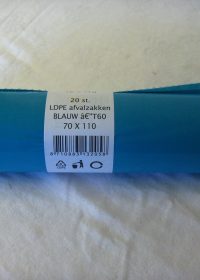 20 st.
LDPE afvalzakken
BLAUW â€“T60
70 X 110